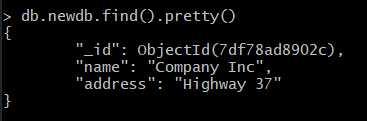 > db.newdb.find().pretty()
{
        "_id": ObjectId(7df78ad8902c),
        "name": "Company Inc",
        "address": "Highway 37"
}